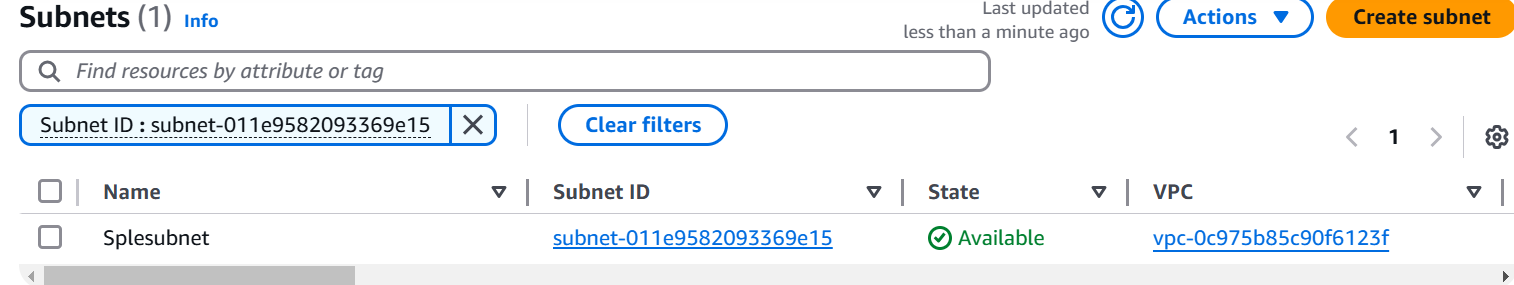 Subnets (1) Info
Last updated
less than a minute ago
Actions
Create subnet
Find resources by attribute or tag
Subnet ID : subnet-011e9582093369e15
Clear filters
1
Name Subnet ID State VPC
Splesubnet subnet-011e9582093369e15 Available vpc-0c975b85c90f6123f